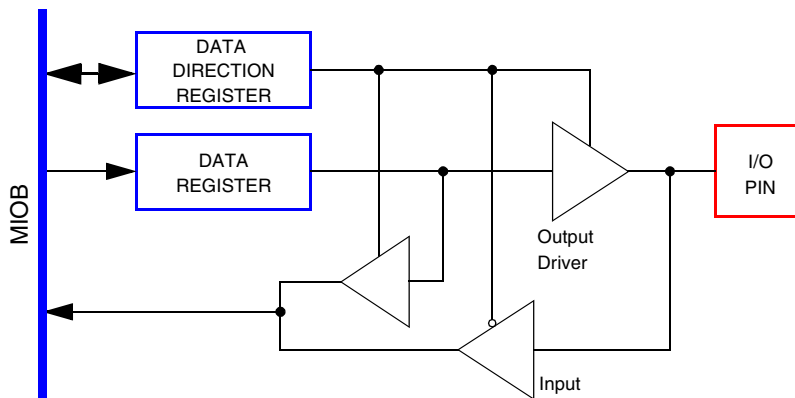 DATA
DIRECTION
REGISTER
DATA
REGISTER
I/O
PIN
MIOB
Output
Driver
Input